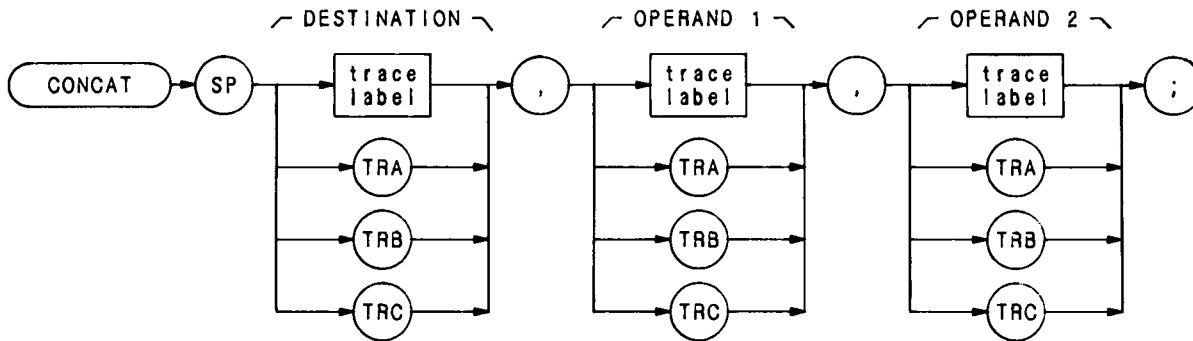 DESTINATION OPERAND 1 OPERAND 2
CONCAT SP trace label , trace label , trace label ;
TRA TRA TRA
TRB TRB TRB
TRC TRC TRC